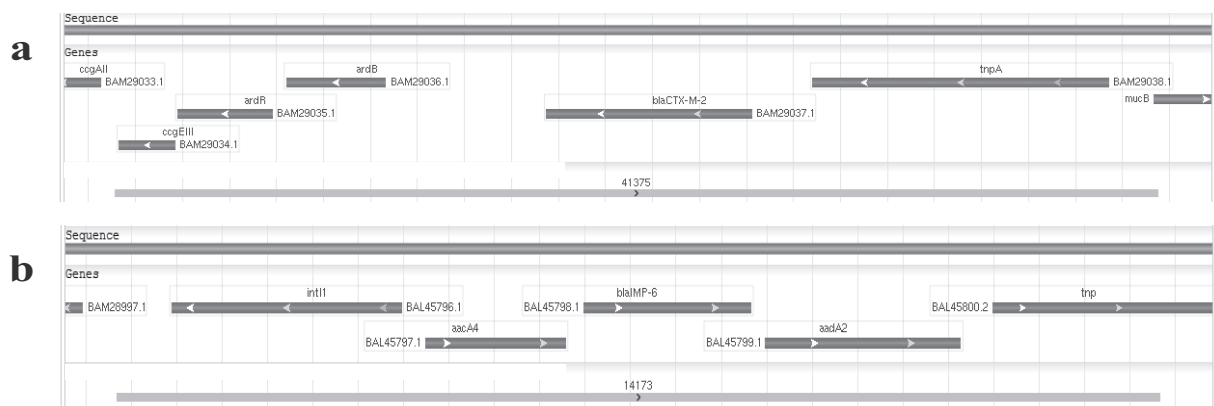 a
Sequence
Genes
ccgAII
ardB
tnpA
BAM29033.1
BAM29036.1
BAM29038.1
ardR
blaCTX-M-2
mucB
BAM29035.1
BAM29037.1
ccgEIII
BAM29034.1
41375
b
Sequence
Genes
intI1
blaIMP-6
tnp
BAM28997.1
BAL45796.1
BAL45798.1
BAL45800.2
aacA4
aadA2
BAL45797.1
BAL45799.1
14173